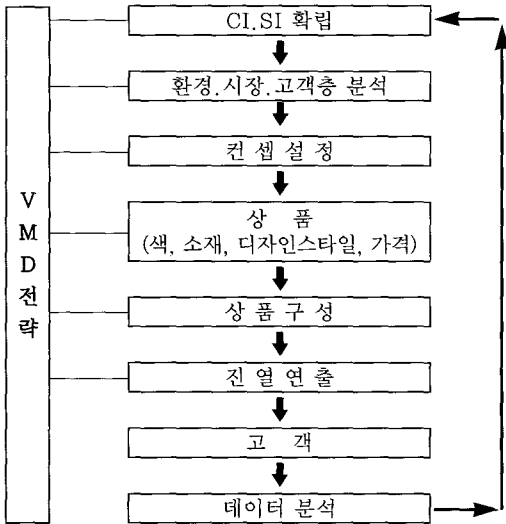 CI.SI 확립
환경.시장.고객층 분석
컨 셉 설 정
상 품
(색, 소재, 디자인스타일, 가격)
상 품 구 성
진 열 연 출
고 객
데이터 분석
V
M
D
전
략